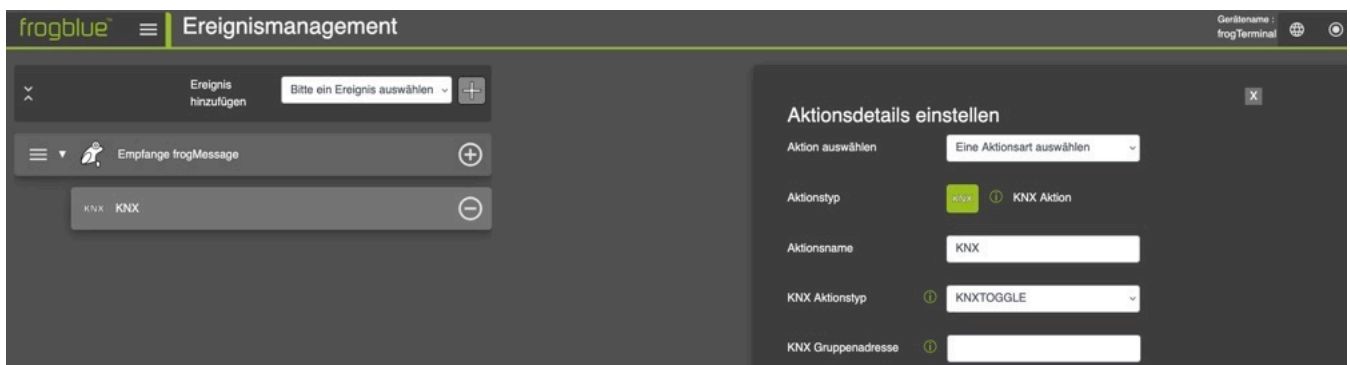 frogblue™ Ereignismanagement
Gerätename :
frogTerminal
Ereignis
hinzufügen
Bitte ein Ereignis auswählen
Empfange frogMessage
KNX KNX
X
Aktionsdetails einstellen
Aktion auswählen Eine Aktionsart auswählen
Aktionstyp KNX KNX Aktion
Aktionsname KNX
KNX Aktionstyp KNXTOGGLE
KNX Gruppenadresse